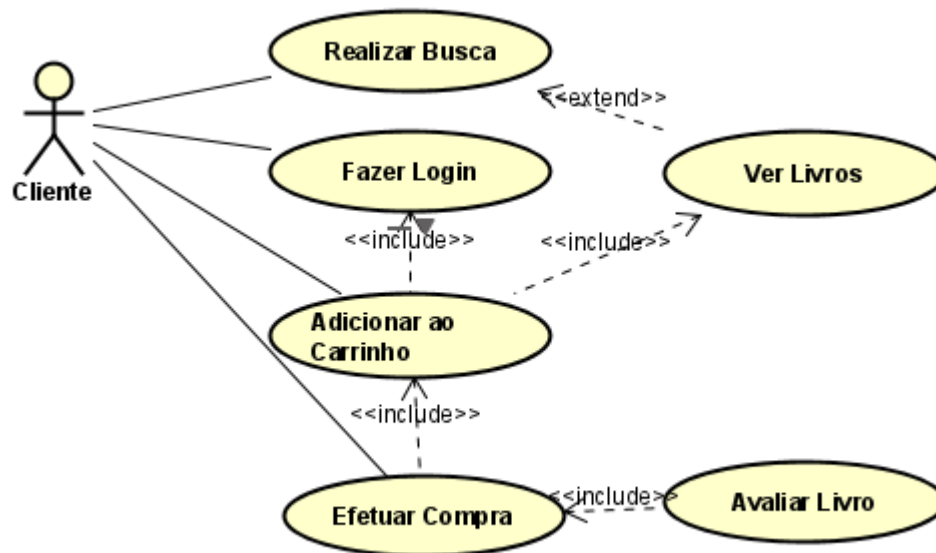 Realizar Busca
<<extend>>
Cliente
Fazer Login
Ver Livros
<<include>>
<<include>>
Adicionar ao
Carrinho
<<include>>
Efetuar Compra
<<include>>
Avaliar Livro